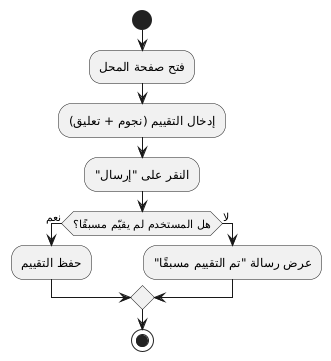 فتح صفحة المحل
إدخال التقييم (نجوم + تعليق)
النقر على "إرسال"
هل المستخدم لم يقيّم مسبقًا؟
نعم
لا
حفظ التقييم
عرض رسالة "تم التقييم مسبقًا"